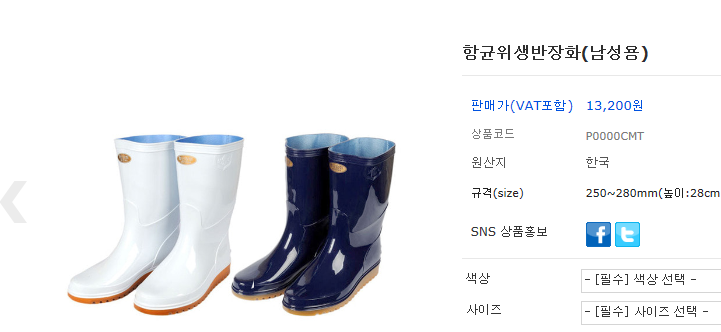 항균위생반장화(남성용)
판매가(VAT포함) 13,200원
상품코드 P0000CMT
원산지 한국
규격(size) 250~280mm(높이:28cm
SNS 상품홍보
색상 - [필수] 색상 선택 -
사이즈 - [필수] 사이즈 선택 -